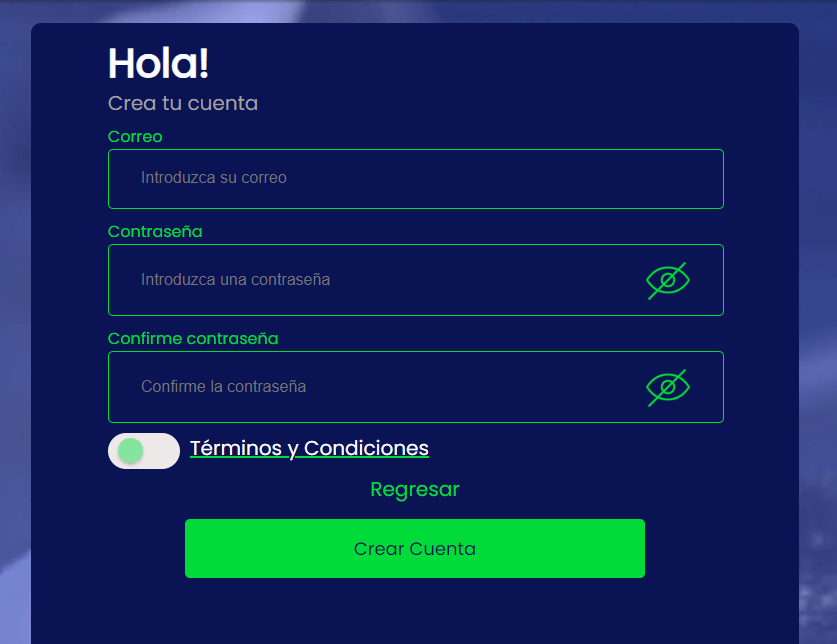 Hola!
Crea tu cuenta
Correo
Introduzca su correo
Contraseña
Introduzca una contraseña
Confirme contraseña
Confirme la contraseña
Términos y Condiciones
Regresar
Crear Cuenta